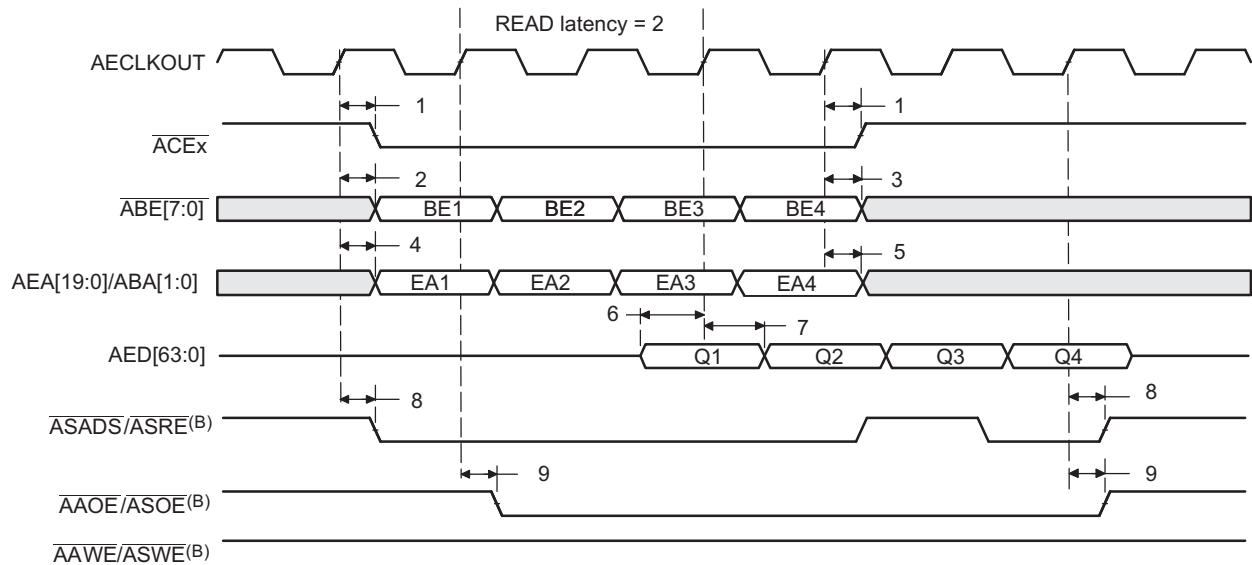 READ latency = 2
AECLKOUT
1 1
ACEx
2 3
ABE[7:0] BE1 BE2 BE3 BE4
4 5
AEA[19:0]/ABA[1:0] EA1 EA2 EA3 EA4
6 7
AED[63:0] Q1 Q2 Q3 Q4
8 8
ASADS/ASRE(B)
9 9
AAOE/ASOE(B)
AAWE/ASWE(B)